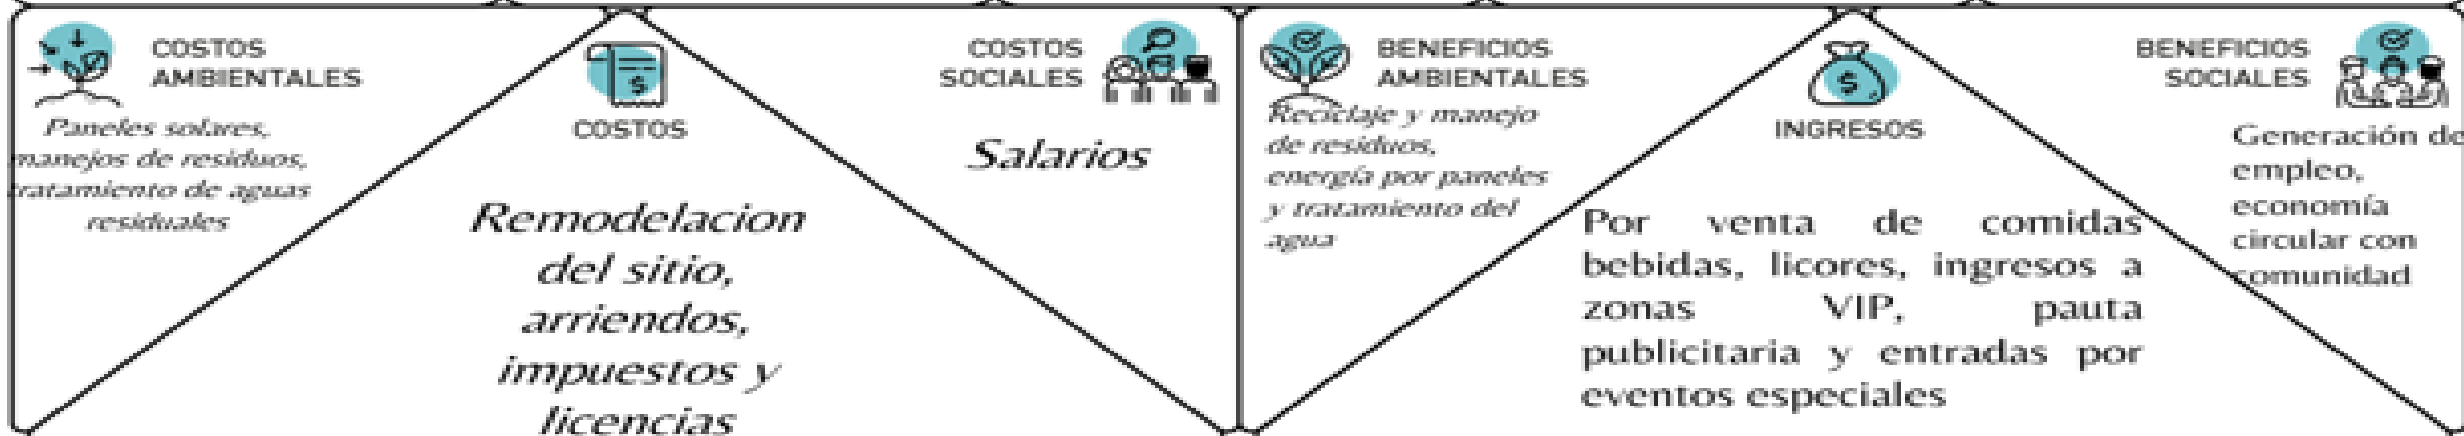 COSTOS
AMBIENTALES
Paneles solares,
manejos de residuos,
tratamiento de aguas
residuales
$
COSTOS
Remodelacion
del sitio,
arriendos,
impuestos y
licencias
COSTOS
SOCIALES
Salarios
BENEFICIOS
AMBIENTALES
Reciclaje y manejo
de residuos,
energía por paneles
y tratamiento del
agua
$
INGRESOS
Por venta de comidas
bebidas, licores, ingresos a
zonas VIP, pauta
publicitaria y entradas por
eventos especiales
BENEFICIOS
SOCIALES
Generación de
empleo,
economía
circular con
comunidad